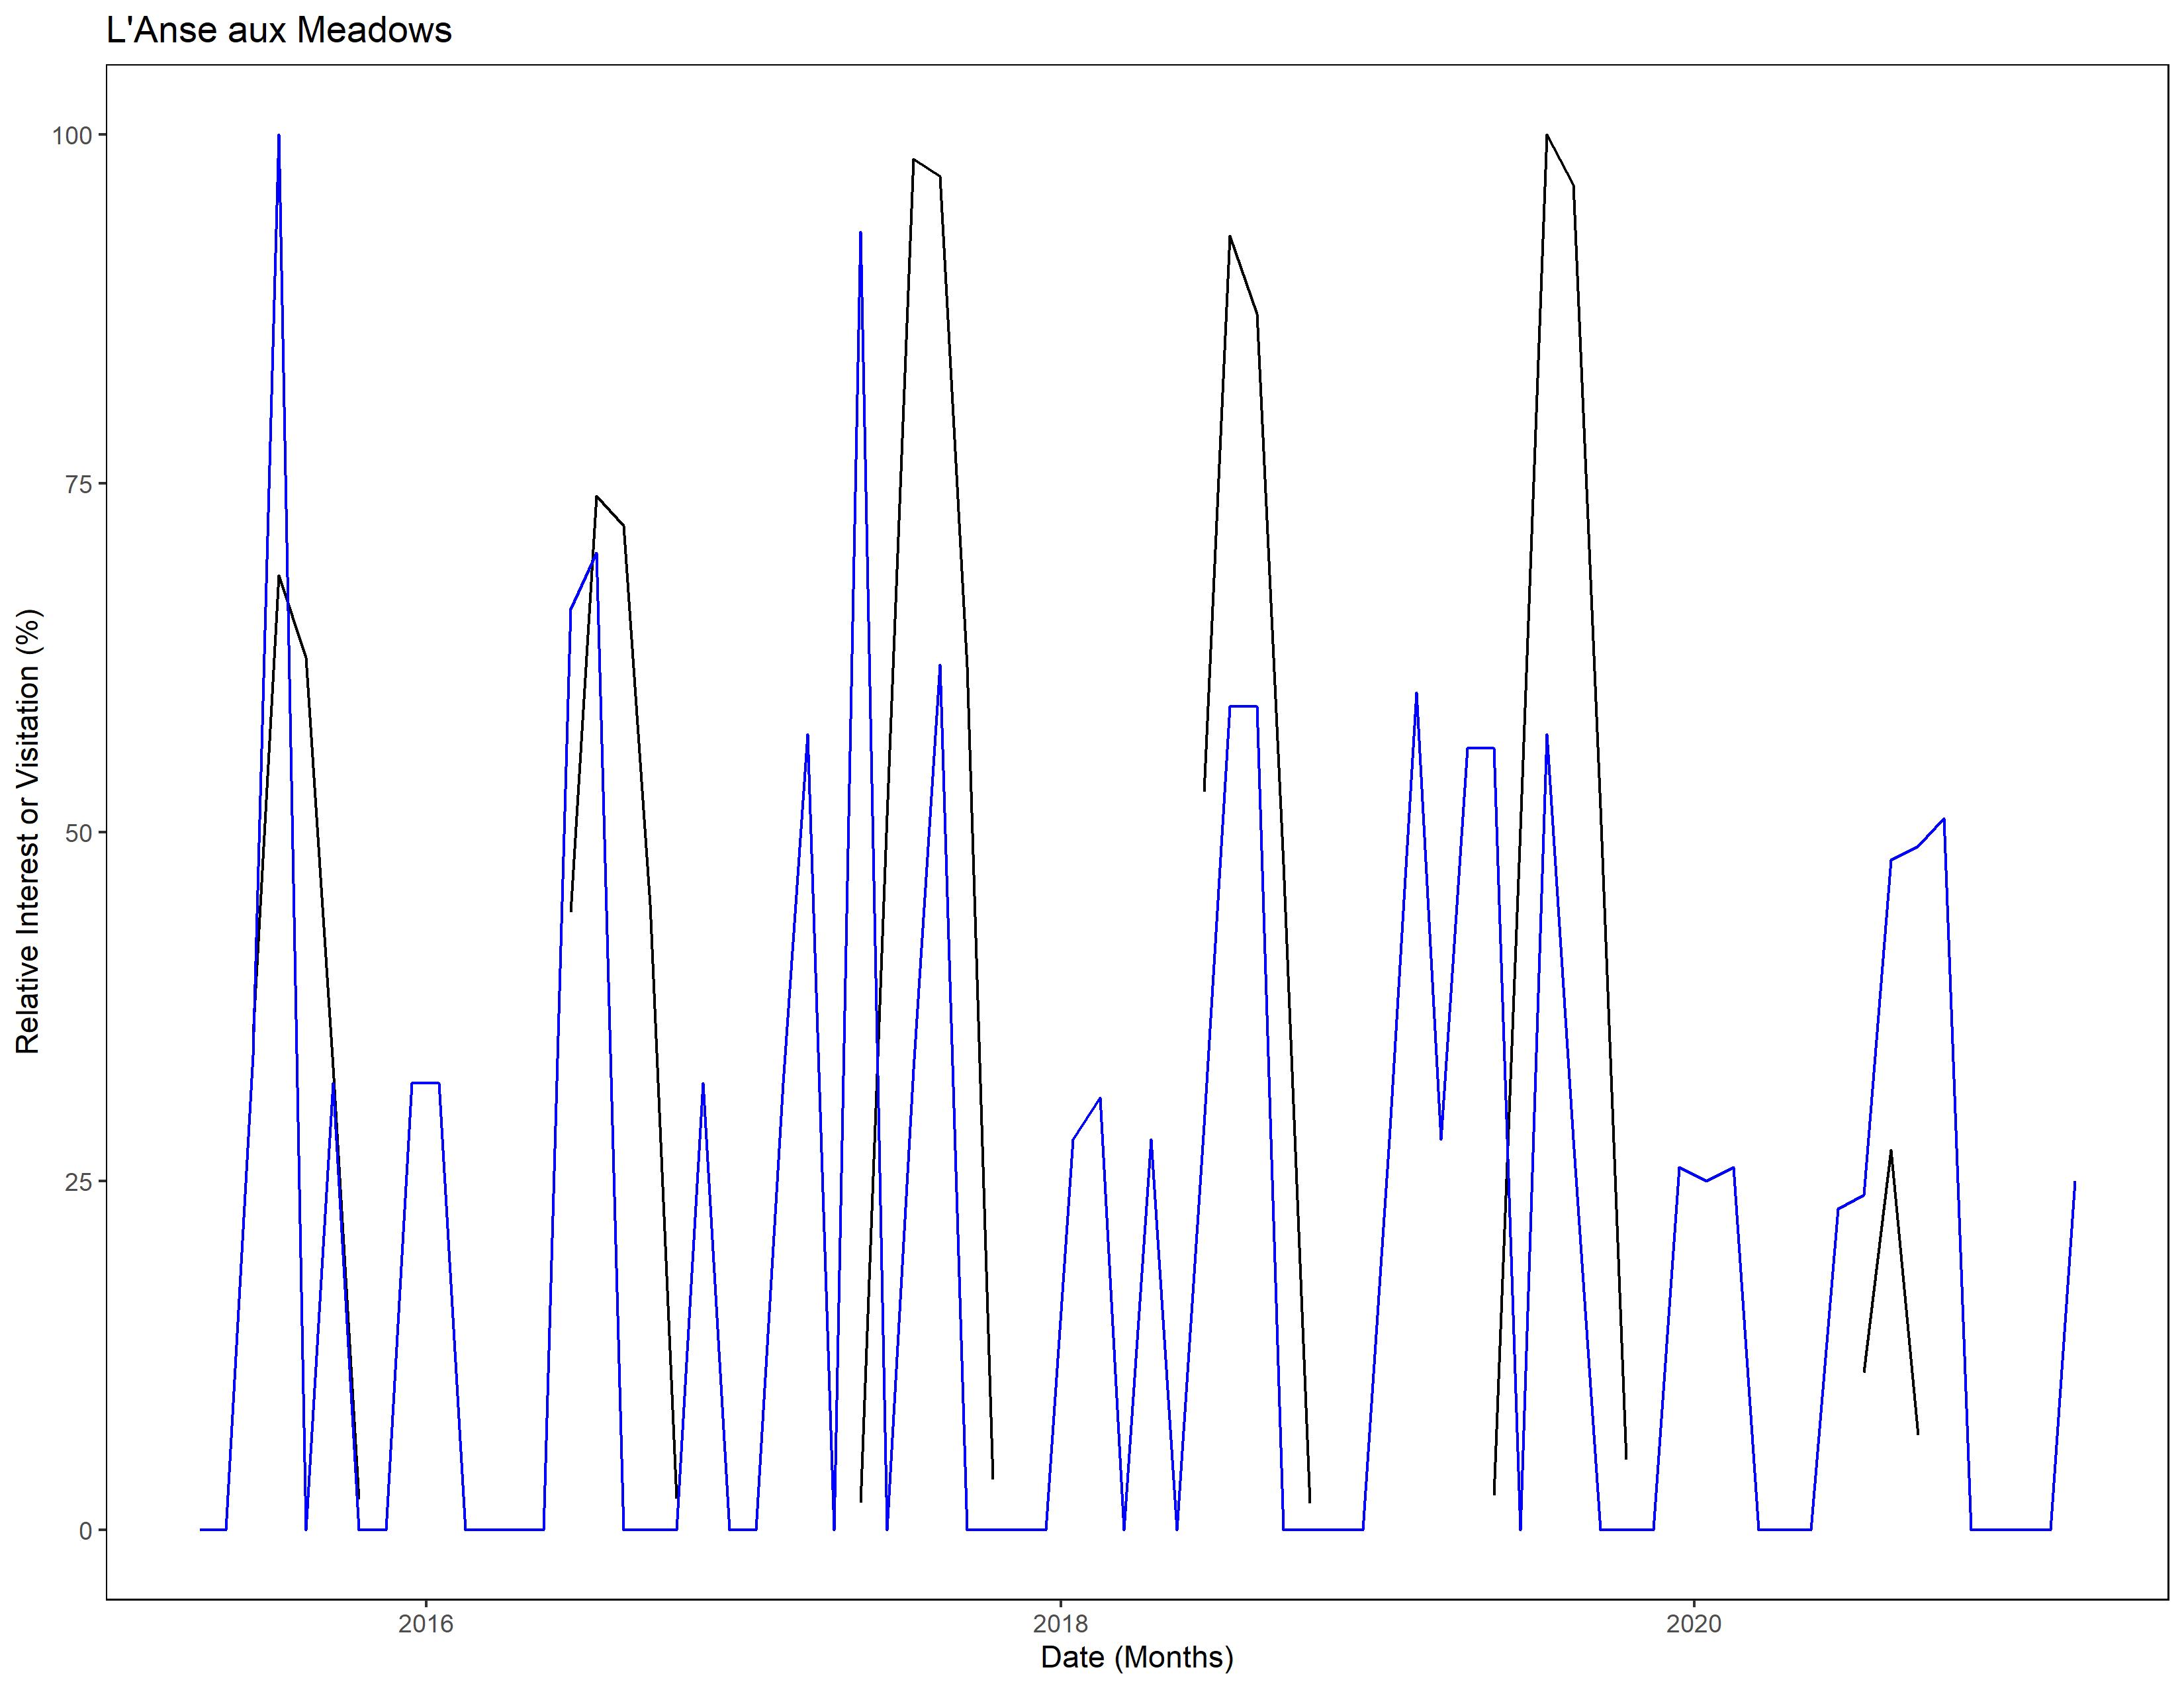 L'Anse aux Meadows
Relative Interest or Visitation (%)
100
75
50
25
0
2016 2018 2020
Date (Months)